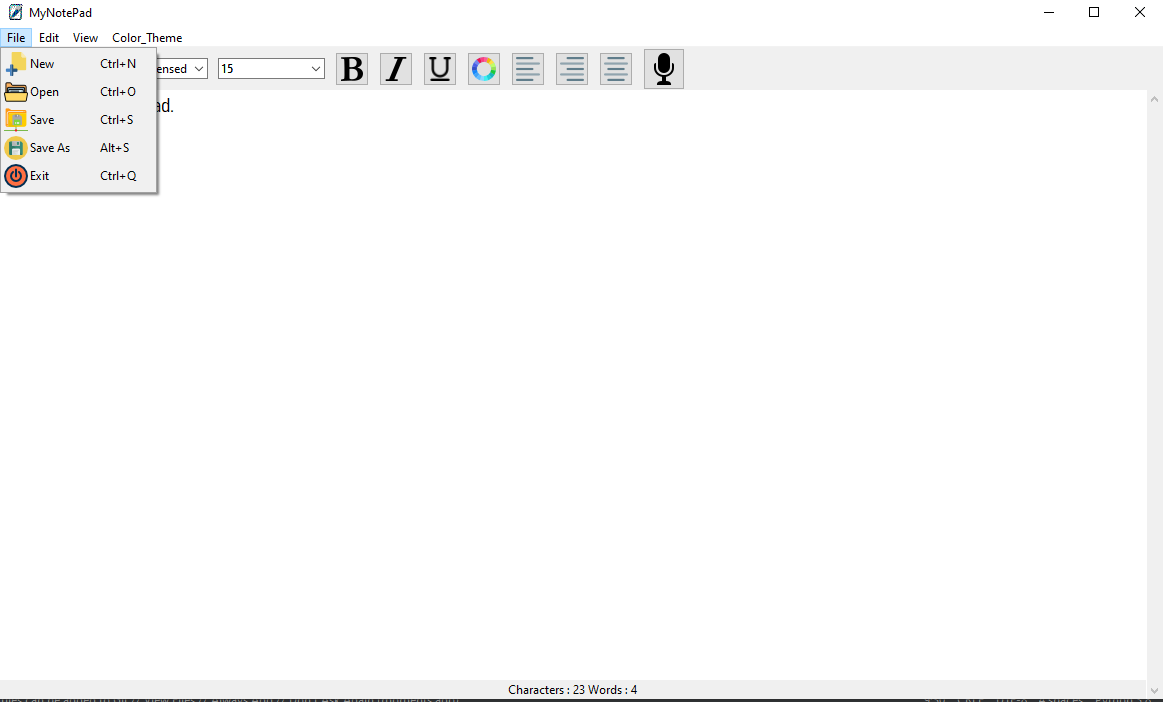 MyNotePad
File Edit View Color_Theme
New Ctrl+N
Open Ctrl+O
Save Ctrl+S
Save As Alt+S
Exit Ctrl+Q
ensed 15 B I U
ad.
Characters : 23 Words : 4